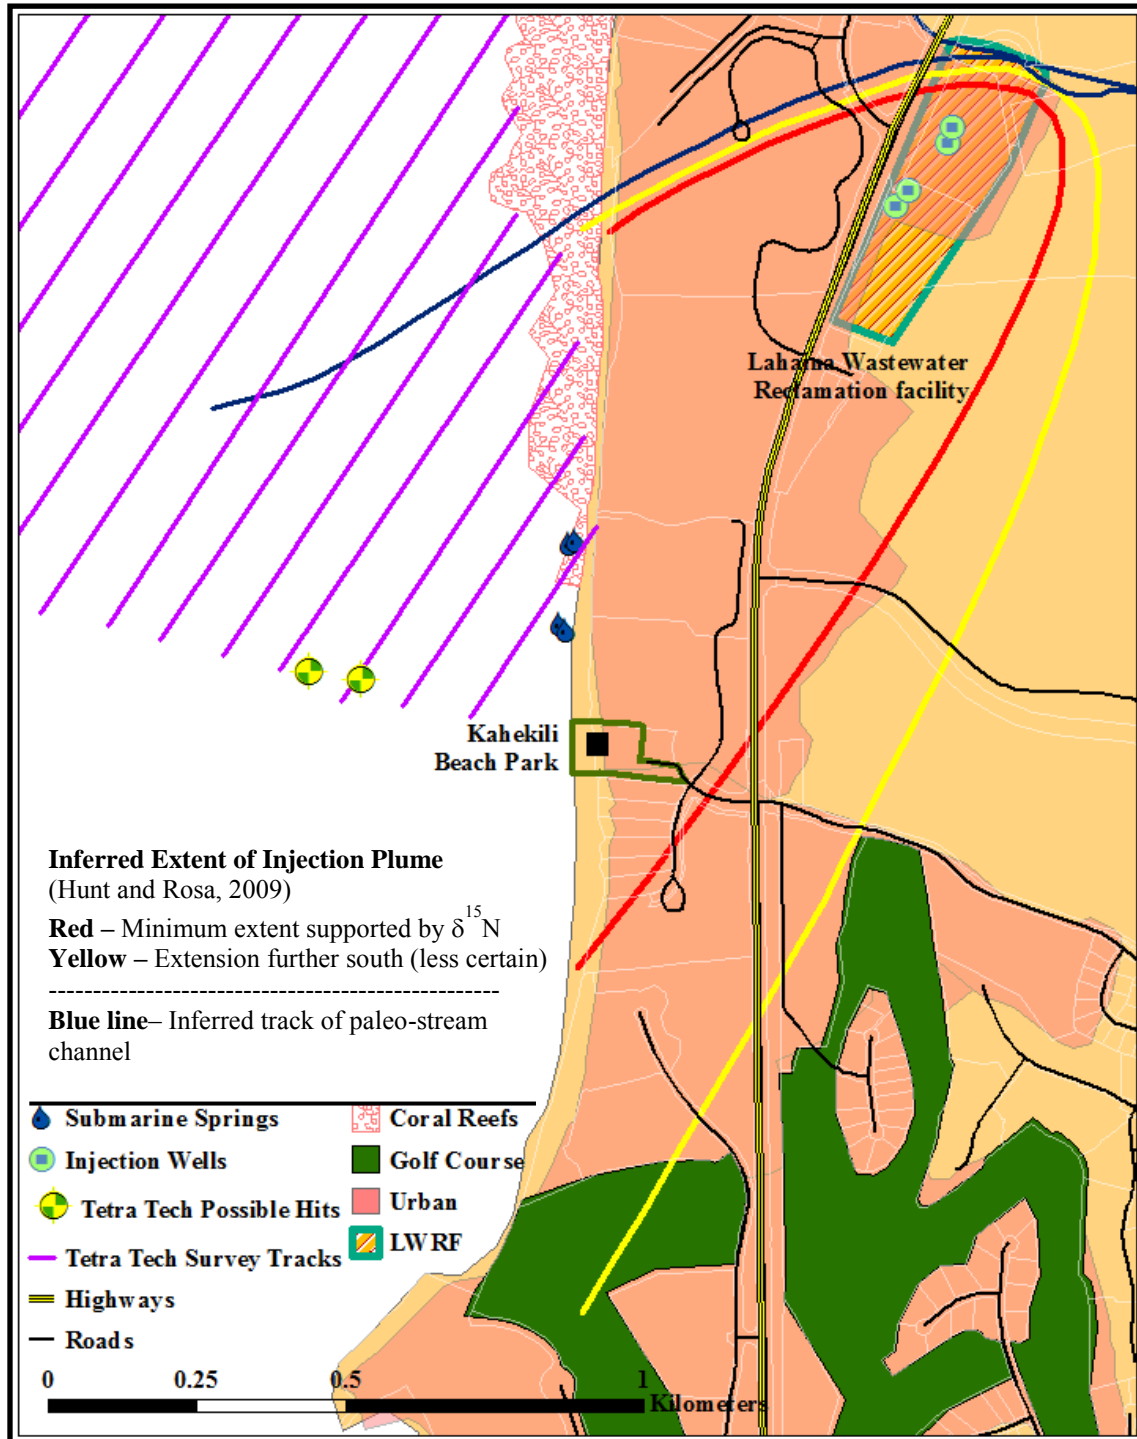 Lahaina Wastewater
Reclamation facility
Kahekili
Beach Park
Inferred Extent of Injection Plume
(Hunt and Rosa, 2009)
Red – Minimum extent supported by δ15N
Yellow – Extension further south (less certain)
--------------------------------------------------
Blue line– Inferred track of paleo-stream
channel
Submarine Springs
Coral Reefs
Injection Wells
Golf Course
Tetra Tech Possible Hits
Urban
Tetra Tech Survey Tracks
LWRF
Highways
Roads
0 0.25 0.5 1
Kilometers